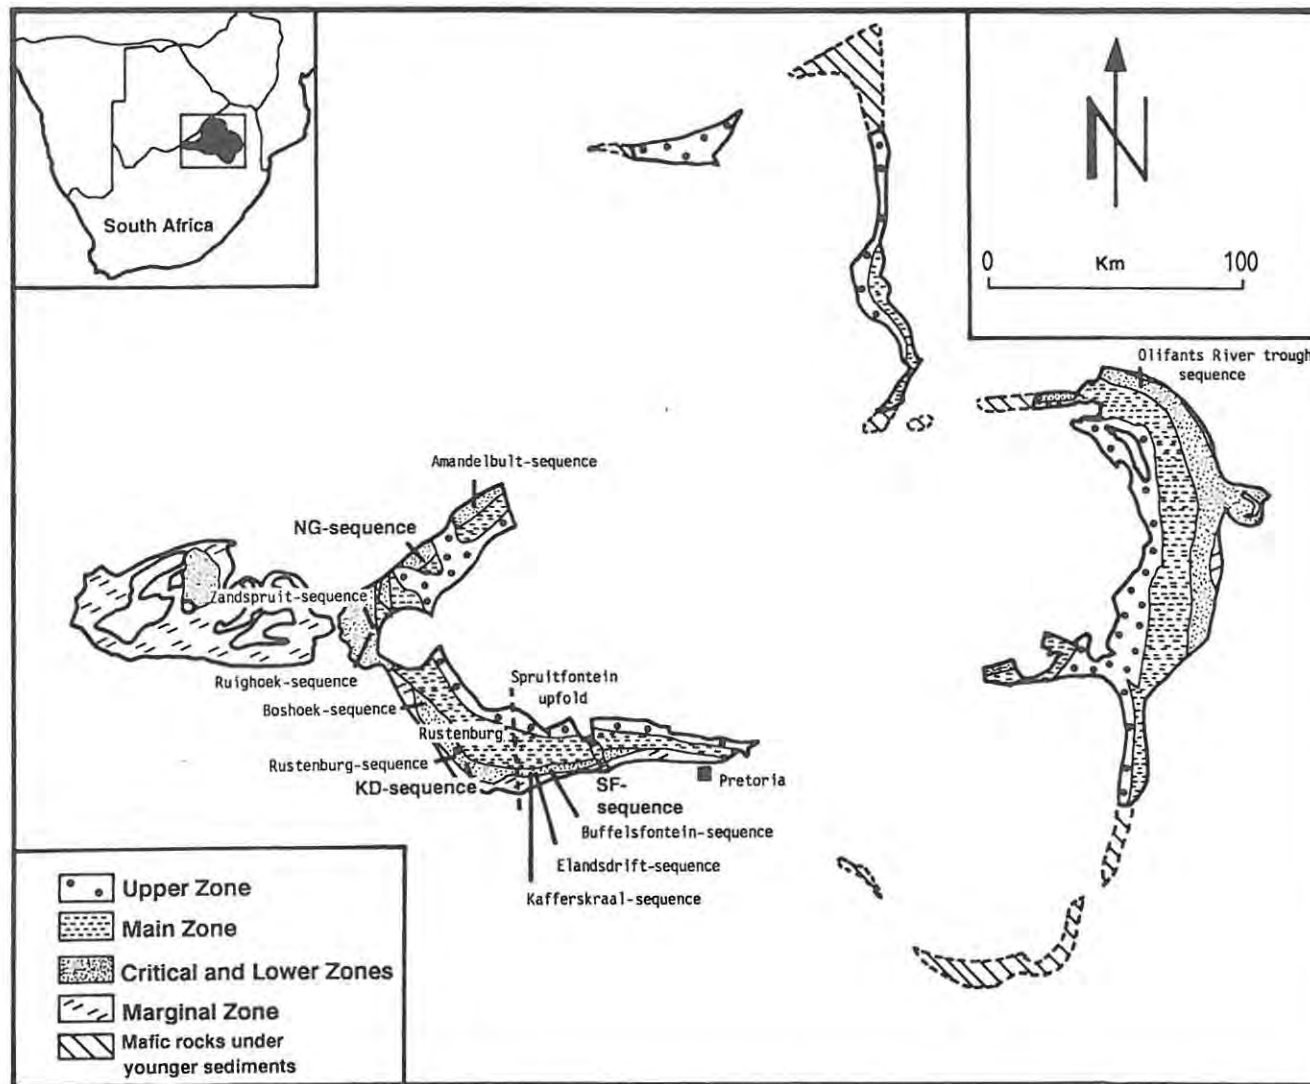 South Africa
N
0
Km
100
Olifants River trough
sequence
Amandelbult-sequence
NG-sequence
Zandspruit-sequence
Ruighoek-sequence
Spruitfontein
upfold
Boshoek-sequence
Rustenburg
Rustenburg-sequence
KD-sequence
SF-
sequence
Pretoria
Buffelsfontein-sequence
Elandsdrift-sequence
Kafferskraal-sequence
Upper Zone
Main Zone
Critical and Lower Zones
Marginal Zone
Mafic rocks under
younger sediments